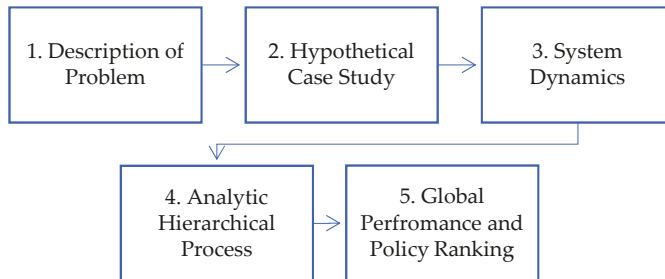 1. Description of
Problem
2. Hypothetical
Case Study
3. System
Dynamics
4. Analytic
Hierarchical
Process
5. Global
Perfromance and
Policy Ranking